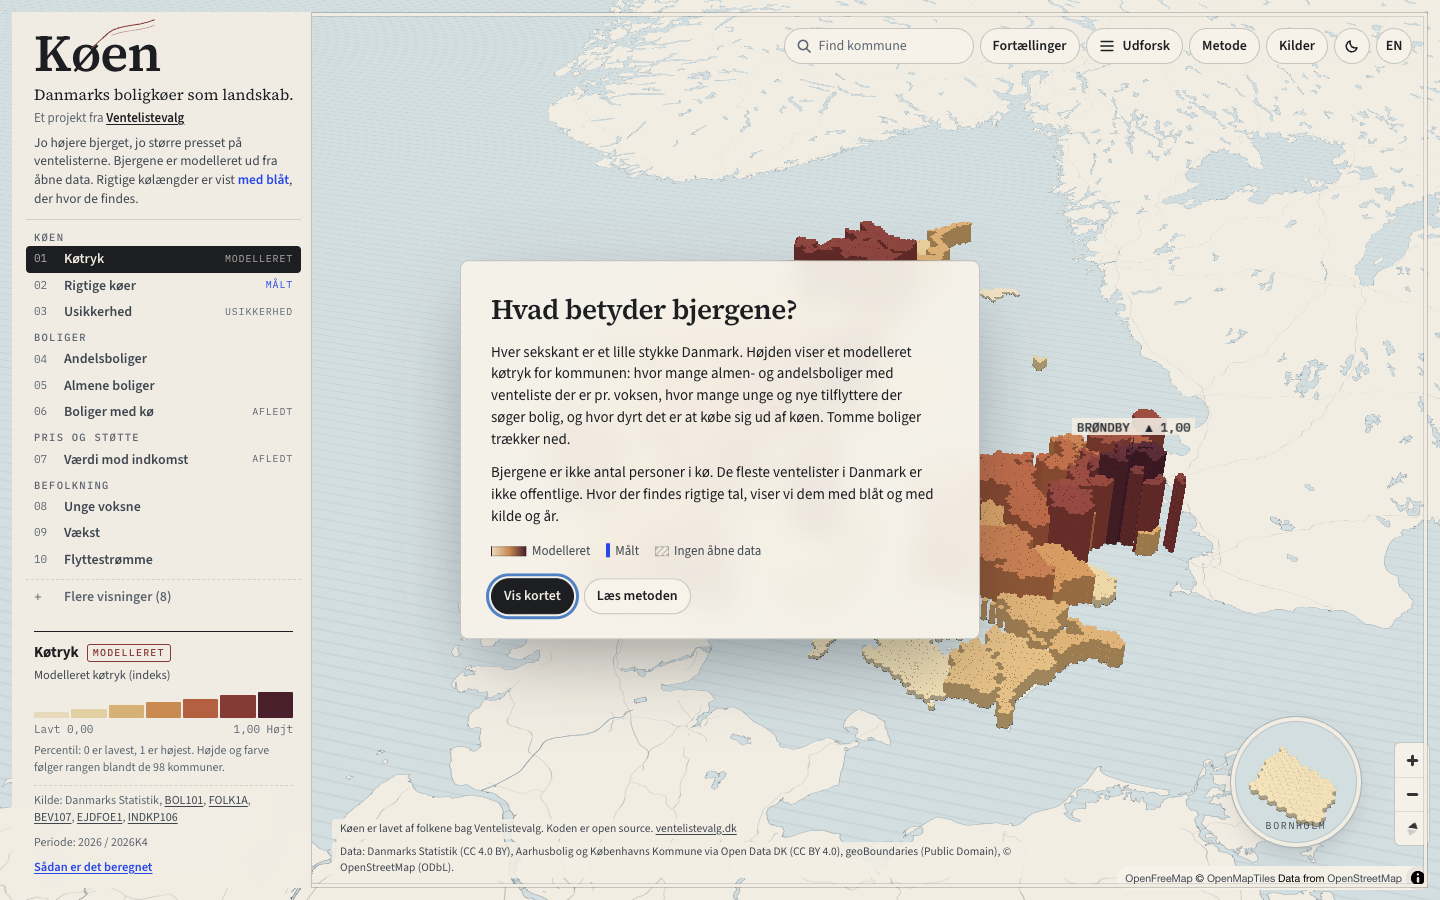 Køen
Danmarks boligkøer som landskab.
Et projekt fra Ventelistevalg
Jo højere bjerget, jo større presset på
ventelisterne. Bjergene er modelleret ud fra
åbne data. Rigtige kølængder er vist med blåt,
der hvor de findes.
KØEN
01 Køtryk MODELLERET
02 Rigtige køer MÅLT
03 Usikkerhed USIKKERHED
BOLIGER
04 Andelsboliger
05 Almene boliger
06 Boliger med kø AFLEDT
PRIS OG STØTTE
07 Værdi mod indkomst AFLEDT
BEFOLKNING
08 Unge voksne
09 Vækst
10 Flyttestrømme
+ Flere visninger (8)
Køtryk MODELLERET
Modelleret køtryk (indeks)
Lavt 0,00 1,00 Højt
Percentil: 0 er lavest, 1 er højest. Højde og farve
følger rangen blandt de 98 kommuner.
Kilde: Danmarks Statistik, BOL101, FOLK1A,
BEV107, EJDFOE1, INDKP106
Periode: 2026 / 2026K4
Sådan er det beregnet
Find kommune
Fortællinger
Udforsk
Metode
Kilder
EN
BRØNDBY ▲ 1,00
Hvad betyder bjergene?
Hver sekskant er et lille stykke Danmark. Højden viser et modelleret
køtryk for kommunen: hvor mange almen- og andelsboliger med
venteliste der er pr. voksen, hvor mange unge og nye tilflyttere der
søger bolig, og hvor dyrt det er at købe sig ud af køen. Tomme boliger
trækker ned.
Bjergene er ikke antal personer i kø. De fleste ventelister i Danmark er
ikke offentlige. Hvor der findes rigtige tal, viser vi dem med blåt og med
kilde og år.
Modelleret Målt Ingen åbne data
Vis kortet
Læs metoden
BORNHOLM
Køen er lavet af folkene bag Ventelistevalg. Koden er open source. ventelistevalg.dk
Data: Danmarks Statistik (CC 4.0 BY), Aarhusbolig og Københavns Kommune via Open Data DK (CC BY 4.0), geoBoundaries (Public Domain), ©
OpenStreetMap (ODbL).
OpenFreeMap © OpenMapTiles Data from OpenStreetMap